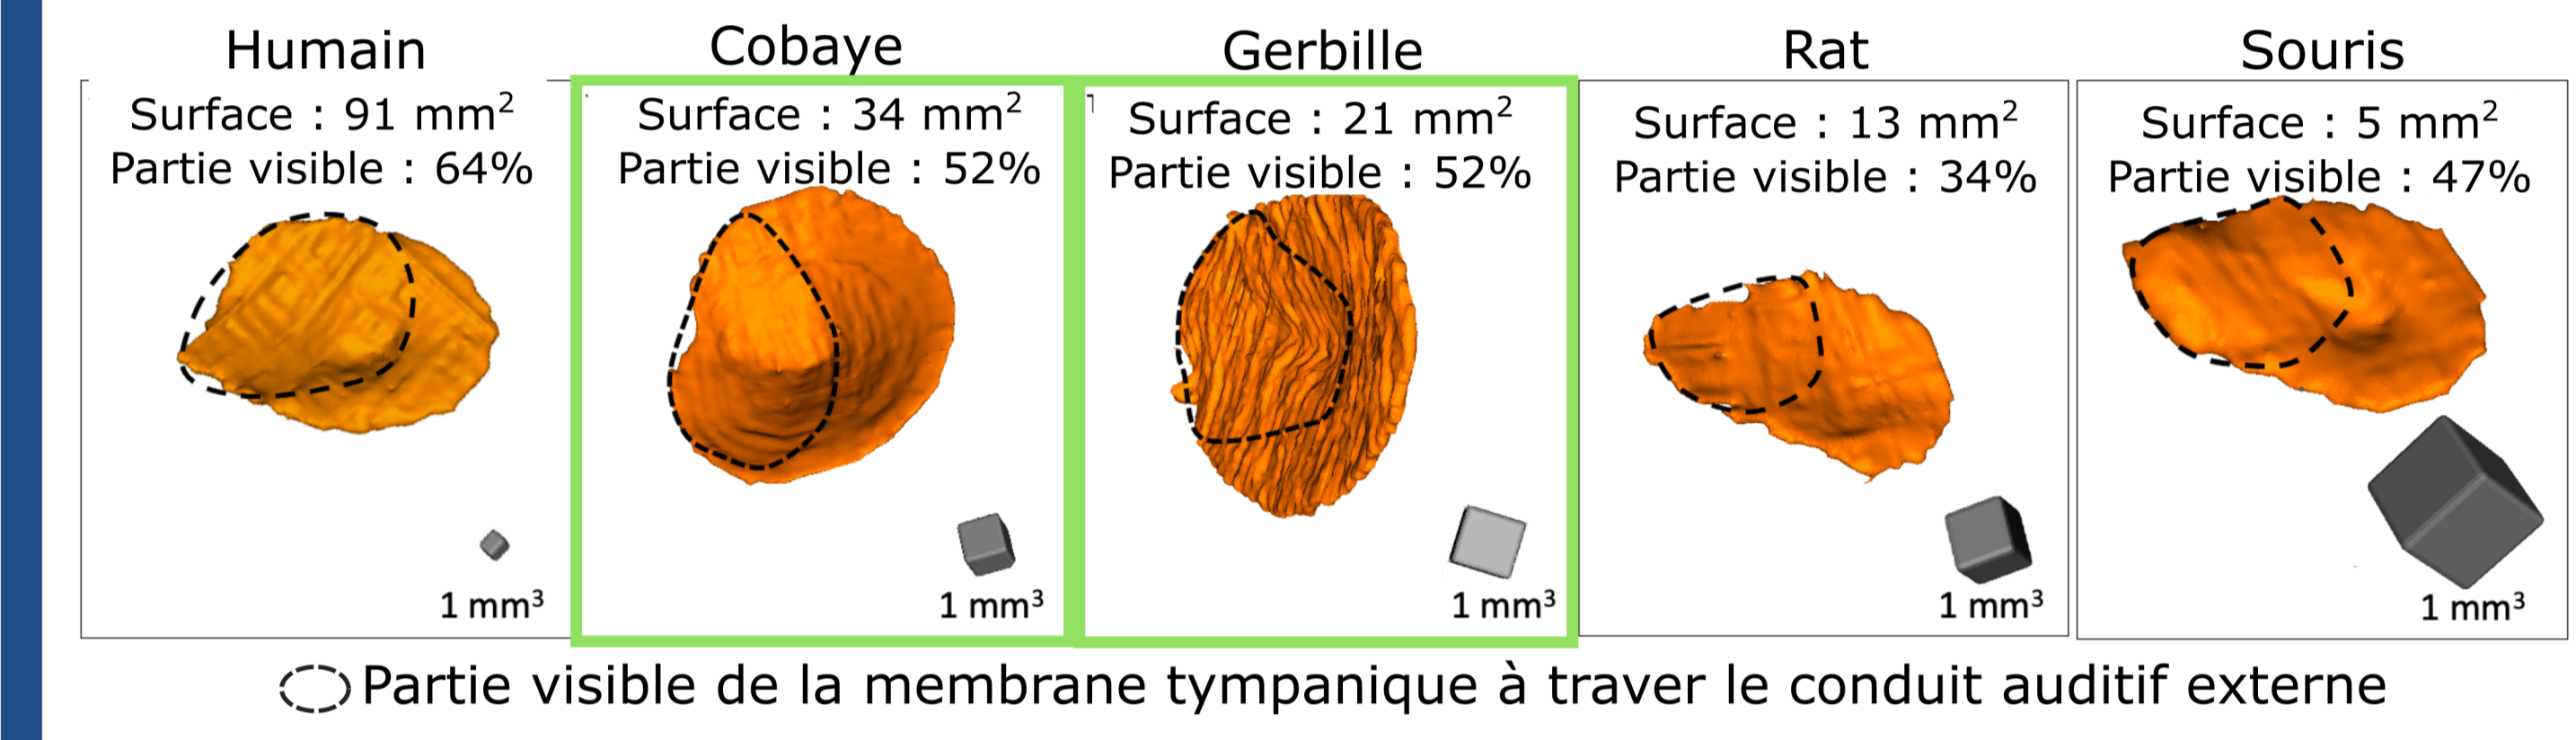 Humain
Surface : 91 mm²
Partie visible : 64%
1 mm³
Cobaye
Surface : 34 mm²
Partie visible : 52%
1 mm³
Gerbille
Surface : 21 mm²
Partie visible : 52%
1 mm³
Rat
Surface : 13 mm²
Partie visible : 34%
1 mm³
Souris
Surface : 5 mm²
Partie visible : 47%
1 mm³
Partie visible de la membrane tympanique à traver le conduit auditif externe